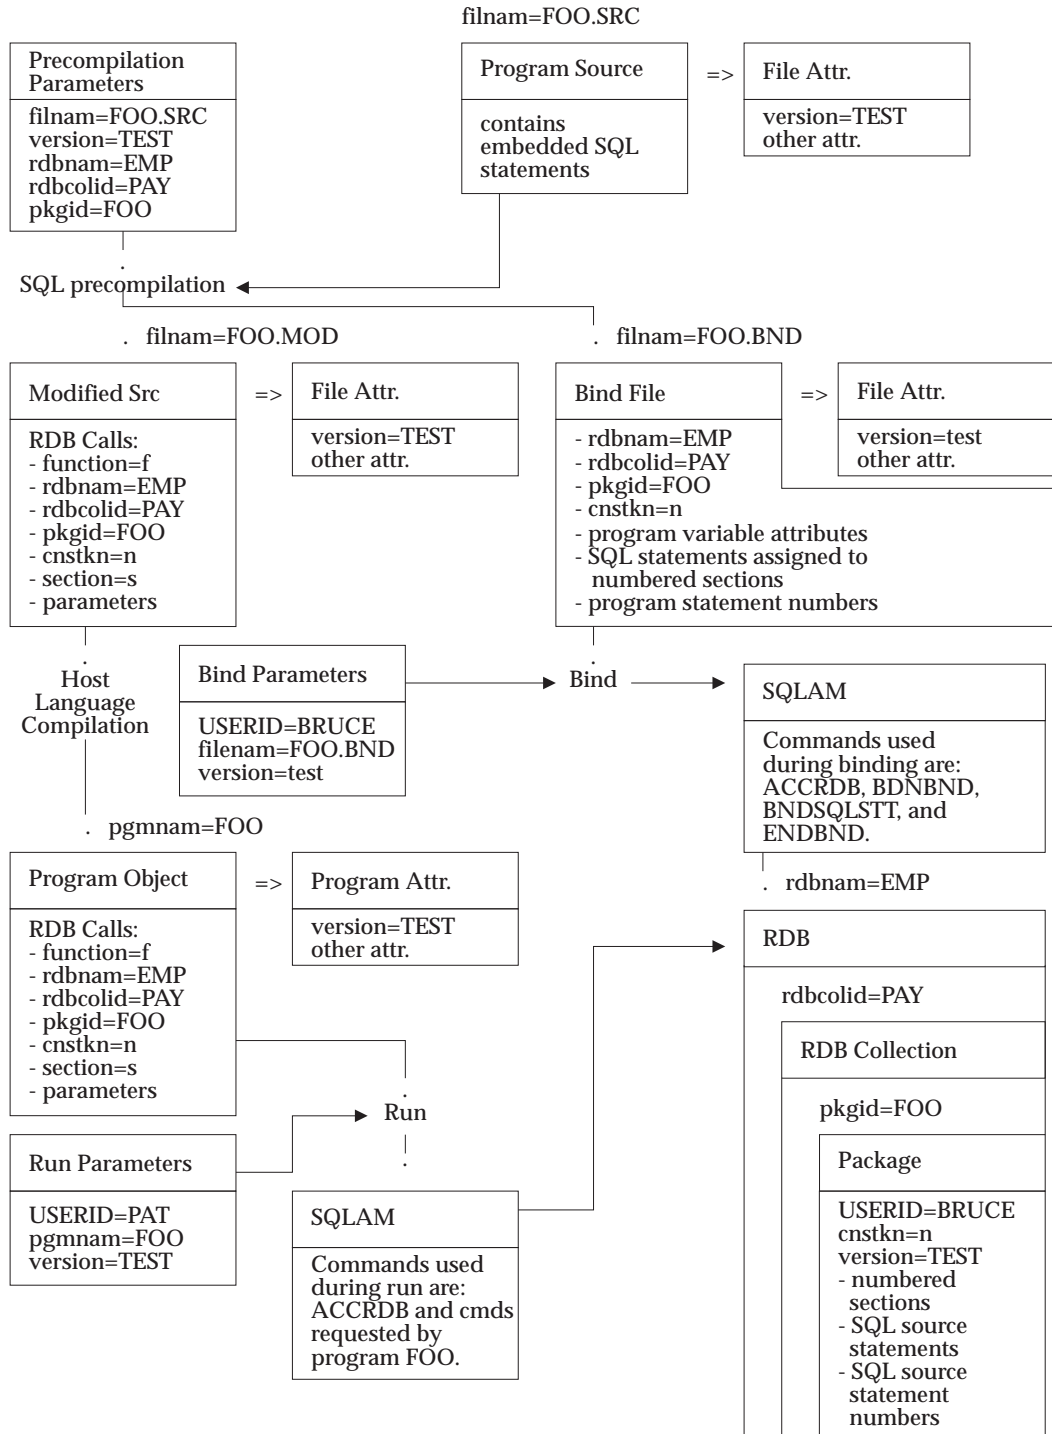 filnam=FOO.SRC
Precompilation
Parameters
filnam=FOO.SRC
version=TEST
rdbnam=EMP
rdbcolid=PAY
pkgid=FOO
Program Source
contains
embedded SQL
statements
=>
File Attr.
version=TEST
other attr.
.
SQL precompilation
. filnam=FOO.MOD
. filnam=FOO.BND
Modified Src
RDB Calls:
- function=f
- rdbnam=EMP
- rdbcolid=PAY
- pkgid=FOO
- cnstkn=n
- section=s
- parameters
=>
File Attr.
version=TEST
other attr.
Bind File
- rdbnam=EMP
- rdbcolid=PAY
- pkgid=FOO
- cnstkn=n
- program variable attributes
- SQL statements assigned to
numbered sections
- program statement numbers
=>
File Attr.
version=test
other attr.
.
Host
Language
Compilation
Bind Parameters
USERID=BRUCE
filenam=FOO.BND
version=test
.
Bind
SQLAM
Commands used
during binding are:
ACCRDB, BDNBND,
BNDSQLSTT, and
ENDBND.
. pgmnam=FOO
. rdbnam=EMP
Program Object
RDB Calls:
- function=f
- rdbnam=EMP
- rdbcolid=PAY
- pkgid=FOO
- cnstkn=n
- section=s
- parameters
=>
Program Attr.
version=TEST
other attr.
RDB
rdbcolid=PAY
RDB Collection
pkgid=FOO
Package
USERID=BRUCE
cnstkn=n
version=TEST
- numbered
sections
- SQL source
statements
- SQL source
statement
numbers
.
Run
.
Run Parameters
USERID=PAT
pgmnam=FOO
version=TEST
SQLAM
Commands used
during run are:
ACCRDB and cmds
requested by
program FOO.